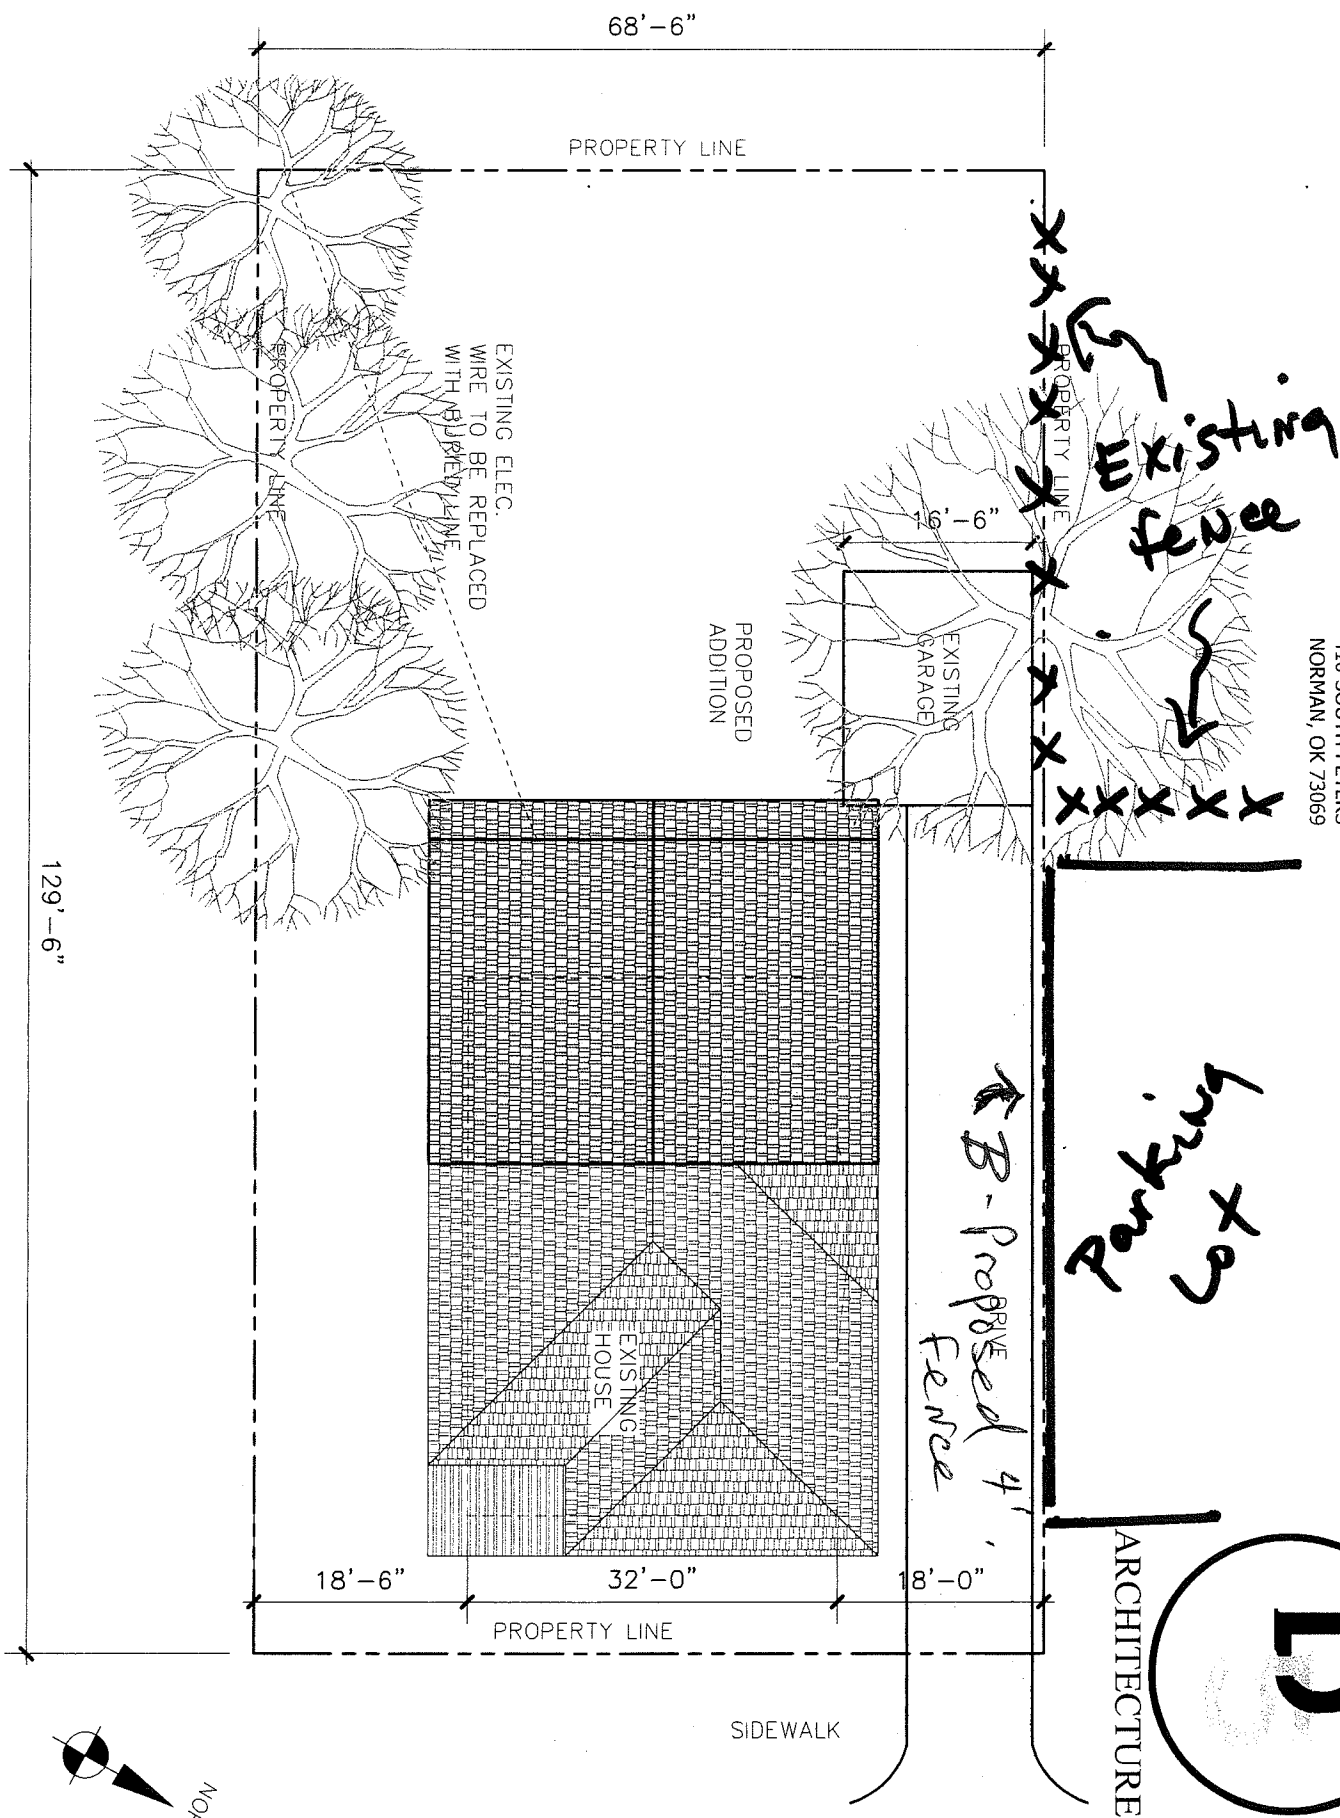 68'-6"
PROPERTY LINE
PROPERTY LINE
PROPERTY LINE
EXISTING ELEC.
WIRE TO BE REPLACED
WITH BURIED LINE
16'-6"
EXISTING
GARAGE
PROPOSED
ADDITION
Existing
fence
NORMAN, OK 73069
129'-6"
Parking
Lot
B - Proposed 4'
fence
DRIVE
EXISTING
HOUSE
18'-6"
32'-0"
18'-0"
PROPERTY LINE
SIDEWALK
ARCHITECTURE